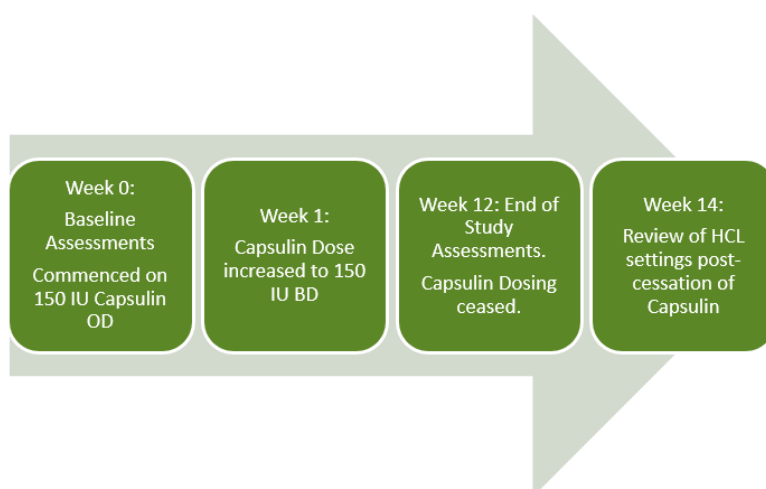 Week 0:
Baseline
Assessments
Commenced on
150 IU Capsulin
OD
Week 1:
Capsulin Dose
increased to 150
IU BD
Week 12: End of
Study
Assessments.
Capsulin Dosing
ceased.
Week 14:
Review of HCL
settings post-
cessation of
Capsulin